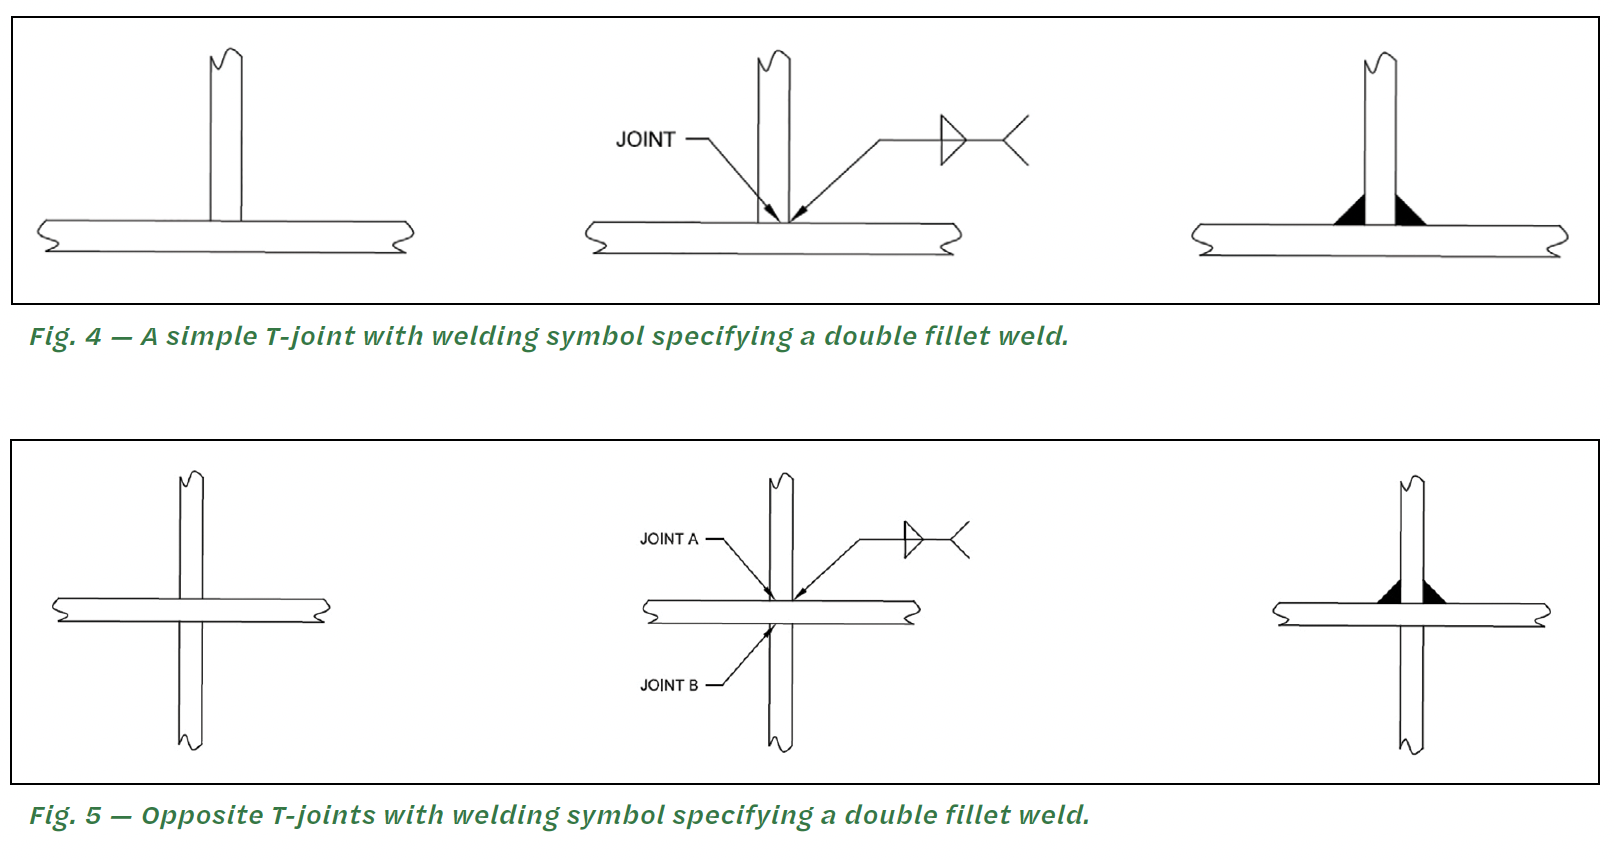 JOINT
Fig. 4 — A simple T-joint with welding symbol specifying a double fillet weld.
JOINT A
JOINT B
Fig. 5 — Opposite T-joints with welding symbol specifying a double fillet weld.